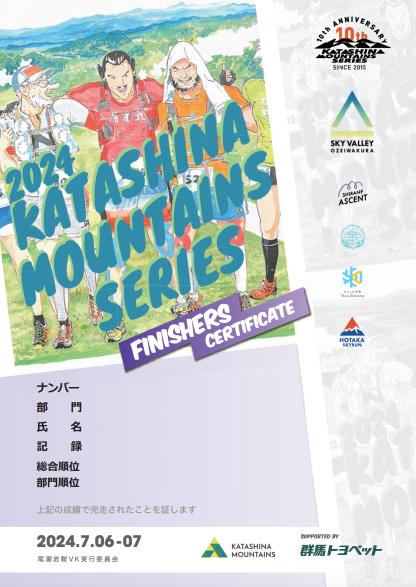 10th ANNIVERSARY
10th
KATASHINA
MOUNTAINS
SERIES
SINCE 2015
SKY VALLEY
OZEIWAKURA
SHIRANE
ASCENT
HOTAKA
SKYRUN
2024
KATASHINA
MOUNTAINS
SERIES
FINISHERS
CERTIFICATE
ナンバー
部 門
氏 名
記 録
総合順位
部門順位
上記の成績で完走されたことを証します
2024.7.06-07
尾瀬岩鞍VK実行委員会
KATASHINA
MOUNTAINS
SUPPORTED BY
群馬トヨペット